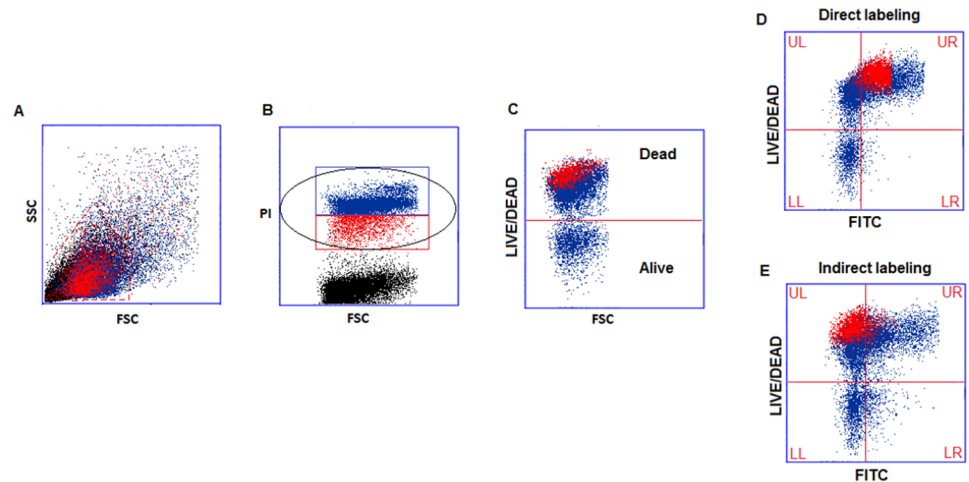 A
SSC
FSC
B
PI
FSC
C
LIVE/DEAD
Dead
Alive
FSC
D
Direct labeling
UL
UR
LIVE/DEAD
LL
LR
FITC
E
Indirect labeling
UL
UR
LIVE/DEAD
LL
LR
FITC